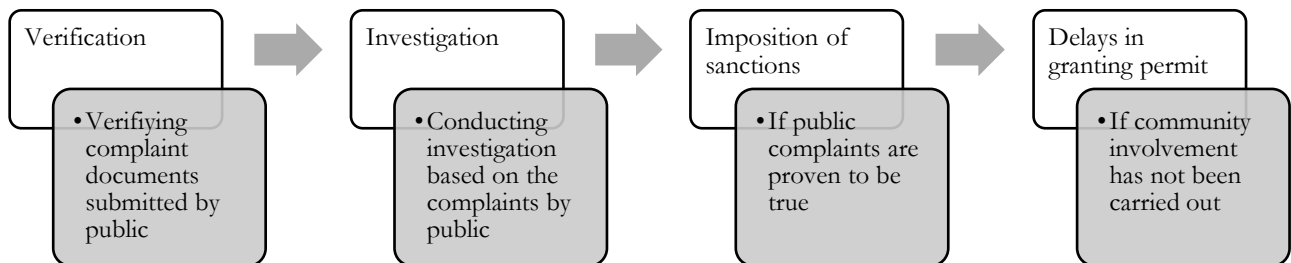 Verification
•Verifiying
complaint
documents
submitted by
public
Investigation
•Conducting
investigation
based on the
complaints by
public
Imposition of
sanctions
•If public
complaints are
proven to be
true
Delays in
granting permit
•If community
involvement
has not been
carried out